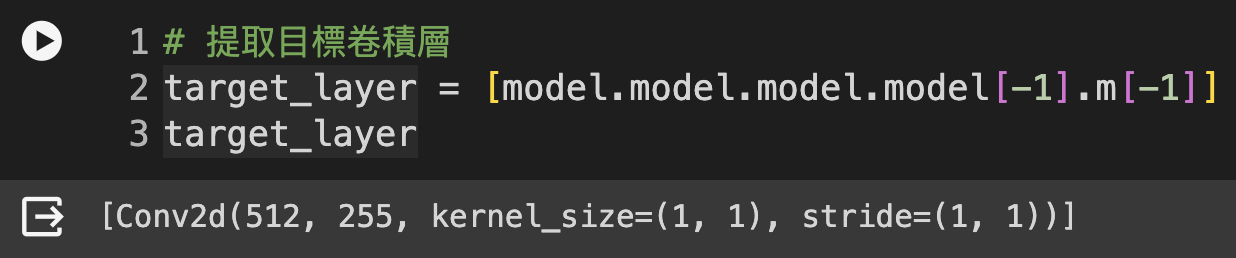 1 # 提取目標卷積層
2 target_layer = [model.model.model.model[-1].m[-1]]
3 target_layer
[Conv2d(512, 255, kernel_size=(1, 1), stride=(1, 1))]